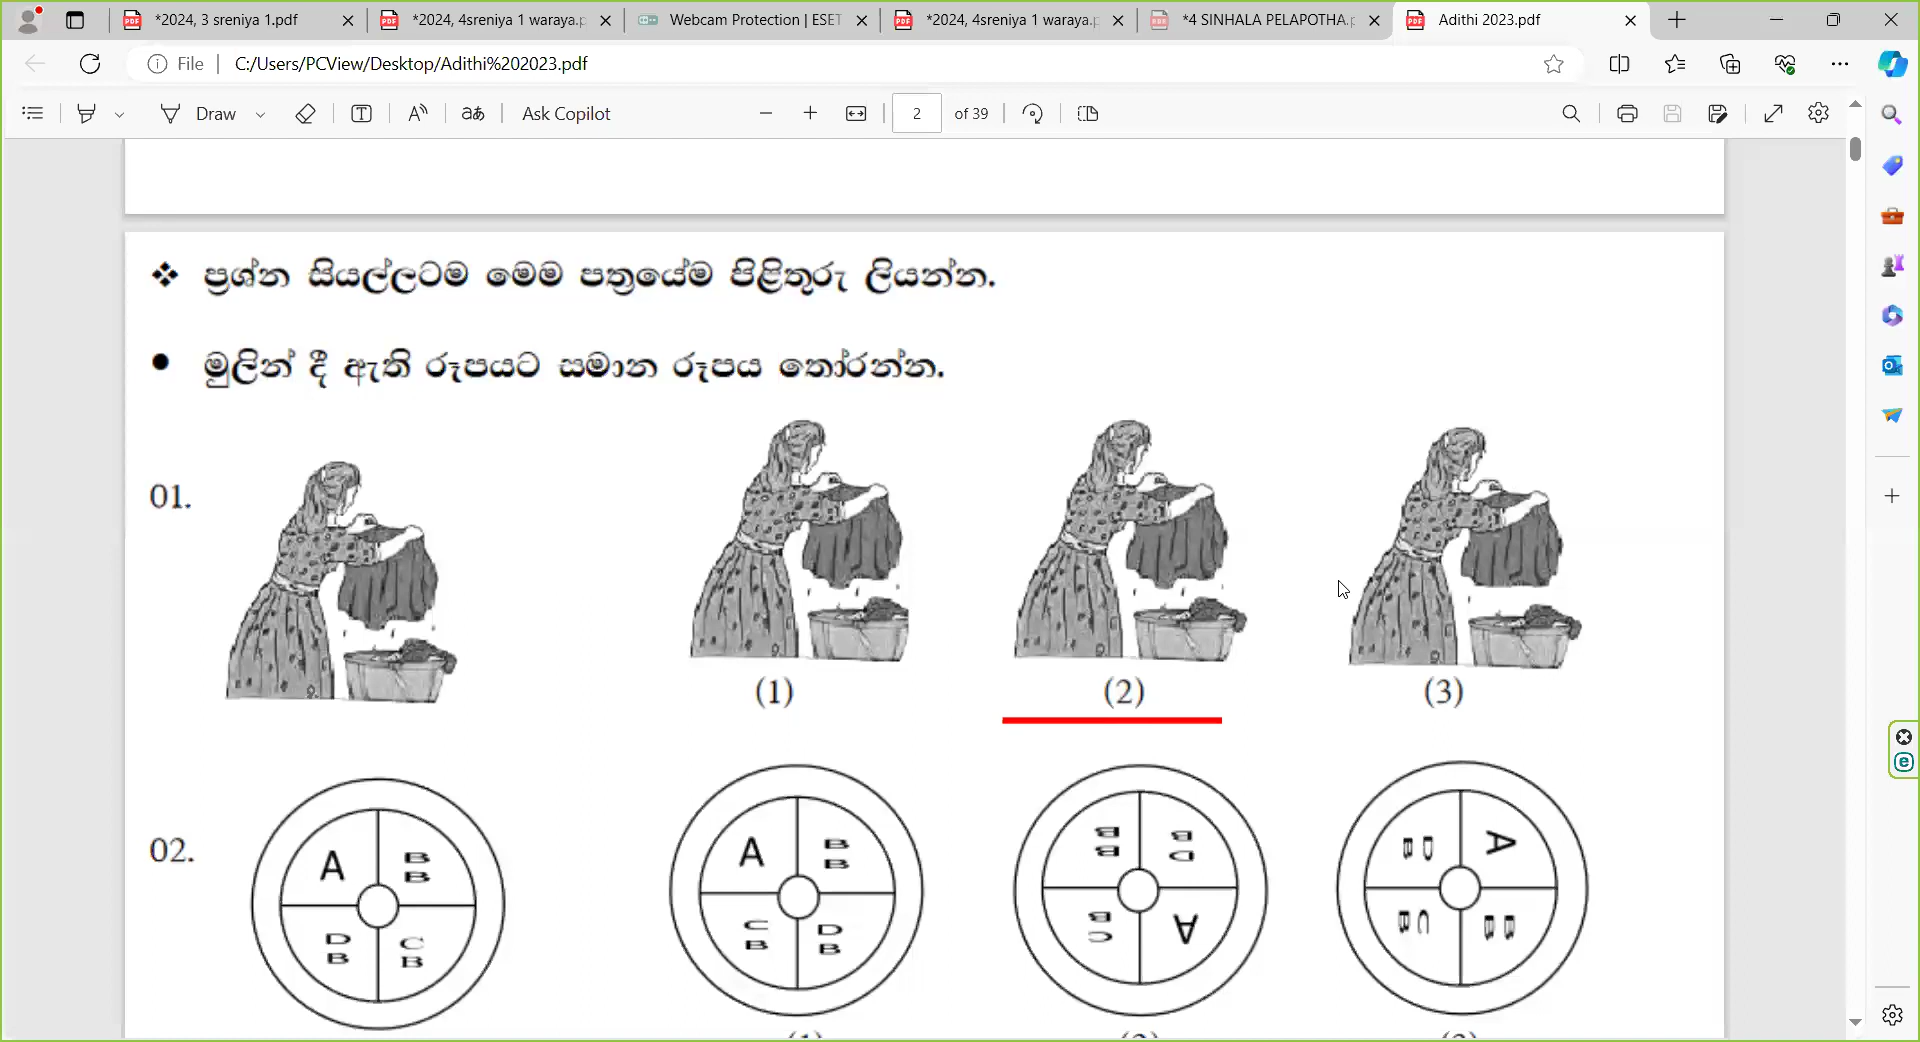 *2024, 3 sreniya 1.pdf
*2024, 4sreniya 1 waraya.p
Webcam Protection | ESET
*2024, 4sreniya 1 waraya.p
*4 SINHALA PELAPOTHA.p
Adithi 2023.pdf
File
C:/Users/PCView/Desktop/Adithi%202023.pdf
Draw
Ask Copilot
2 of 39
❖ ප්‍රශ්න සියල්ලටම මෙම පත්‍රයේම පිළිතුරු ලියන්න.
● මුලින් දී ඇති රූපයට සමාන රූපය තෝරන්න.
01.
(1) (2) (3)
02.
A B B
D B C B
A B B
C B D B
B B B D
B C A
B D A
B C B B